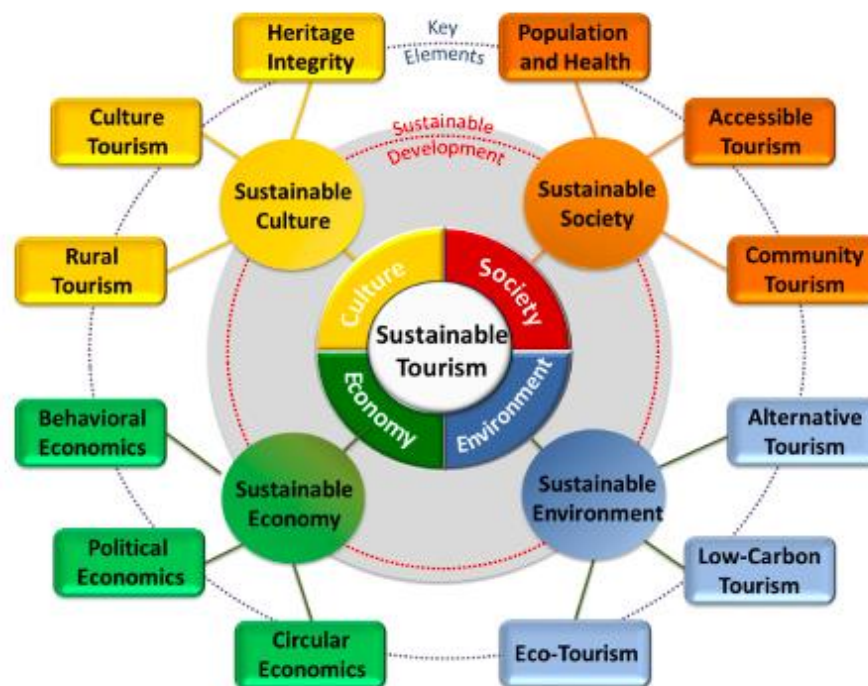 Heritage
Integrity
Key
Elements
Population
and Health
Culture
Tourism
Sustainable
Development
Accessible
Tourism
Sustainable
Culture
Sustainable
Society
Rural
Tourism
Community
Tourism
Culture
Society
Sustainable
Tourism
Economy
Environment
Behavioral
Economics
Alternative
Tourism
Sustainable
Economy
Sustainable
Environment
Political
Economics
Low-Carbon
Tourism
Circular
Economics
Eco-Tourism